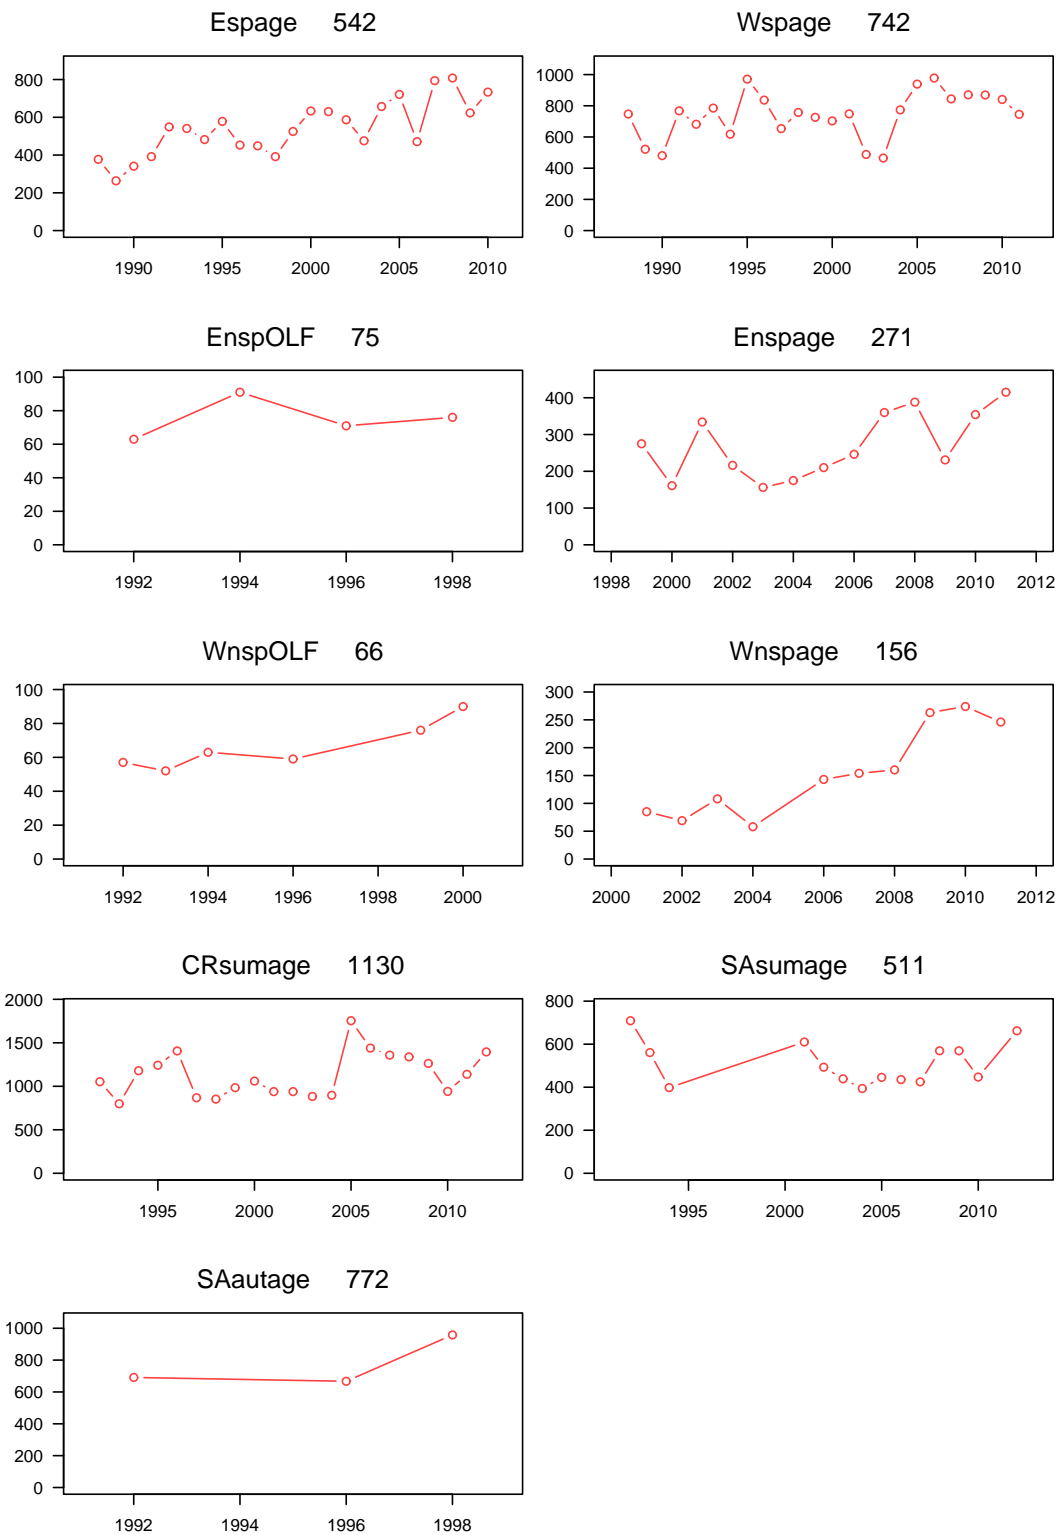 Espage 542
800
600
400
200
0
1990 1995 2000 2005 2010
Wspage 742
1000
800
600
400
200
0
1990 1995 2000 2005 2010
EnspOLF 75
100
80
60
40
20
0
1992 1994 1996 1998
Enspage 271
400
300
200
100
0
1998 2000 2002 2004 2006 2008 2010 2012
WnspOLF 66
100
80
60
40
20
0
1992 1994 1996 1998 2000
Wnspage 156
300
250
200
150
100
50
0
2000 2002 2004 2006 2008 2010 2012
CRsumage 1130
2000
1500
1000
500
0
1995 2000 2005 2010
SAsumage 511
800
600
400
200
0
1995 2000 2005 2010
SAautage 772
1000
800
600
400
200
0
1992 1994 1996 1998